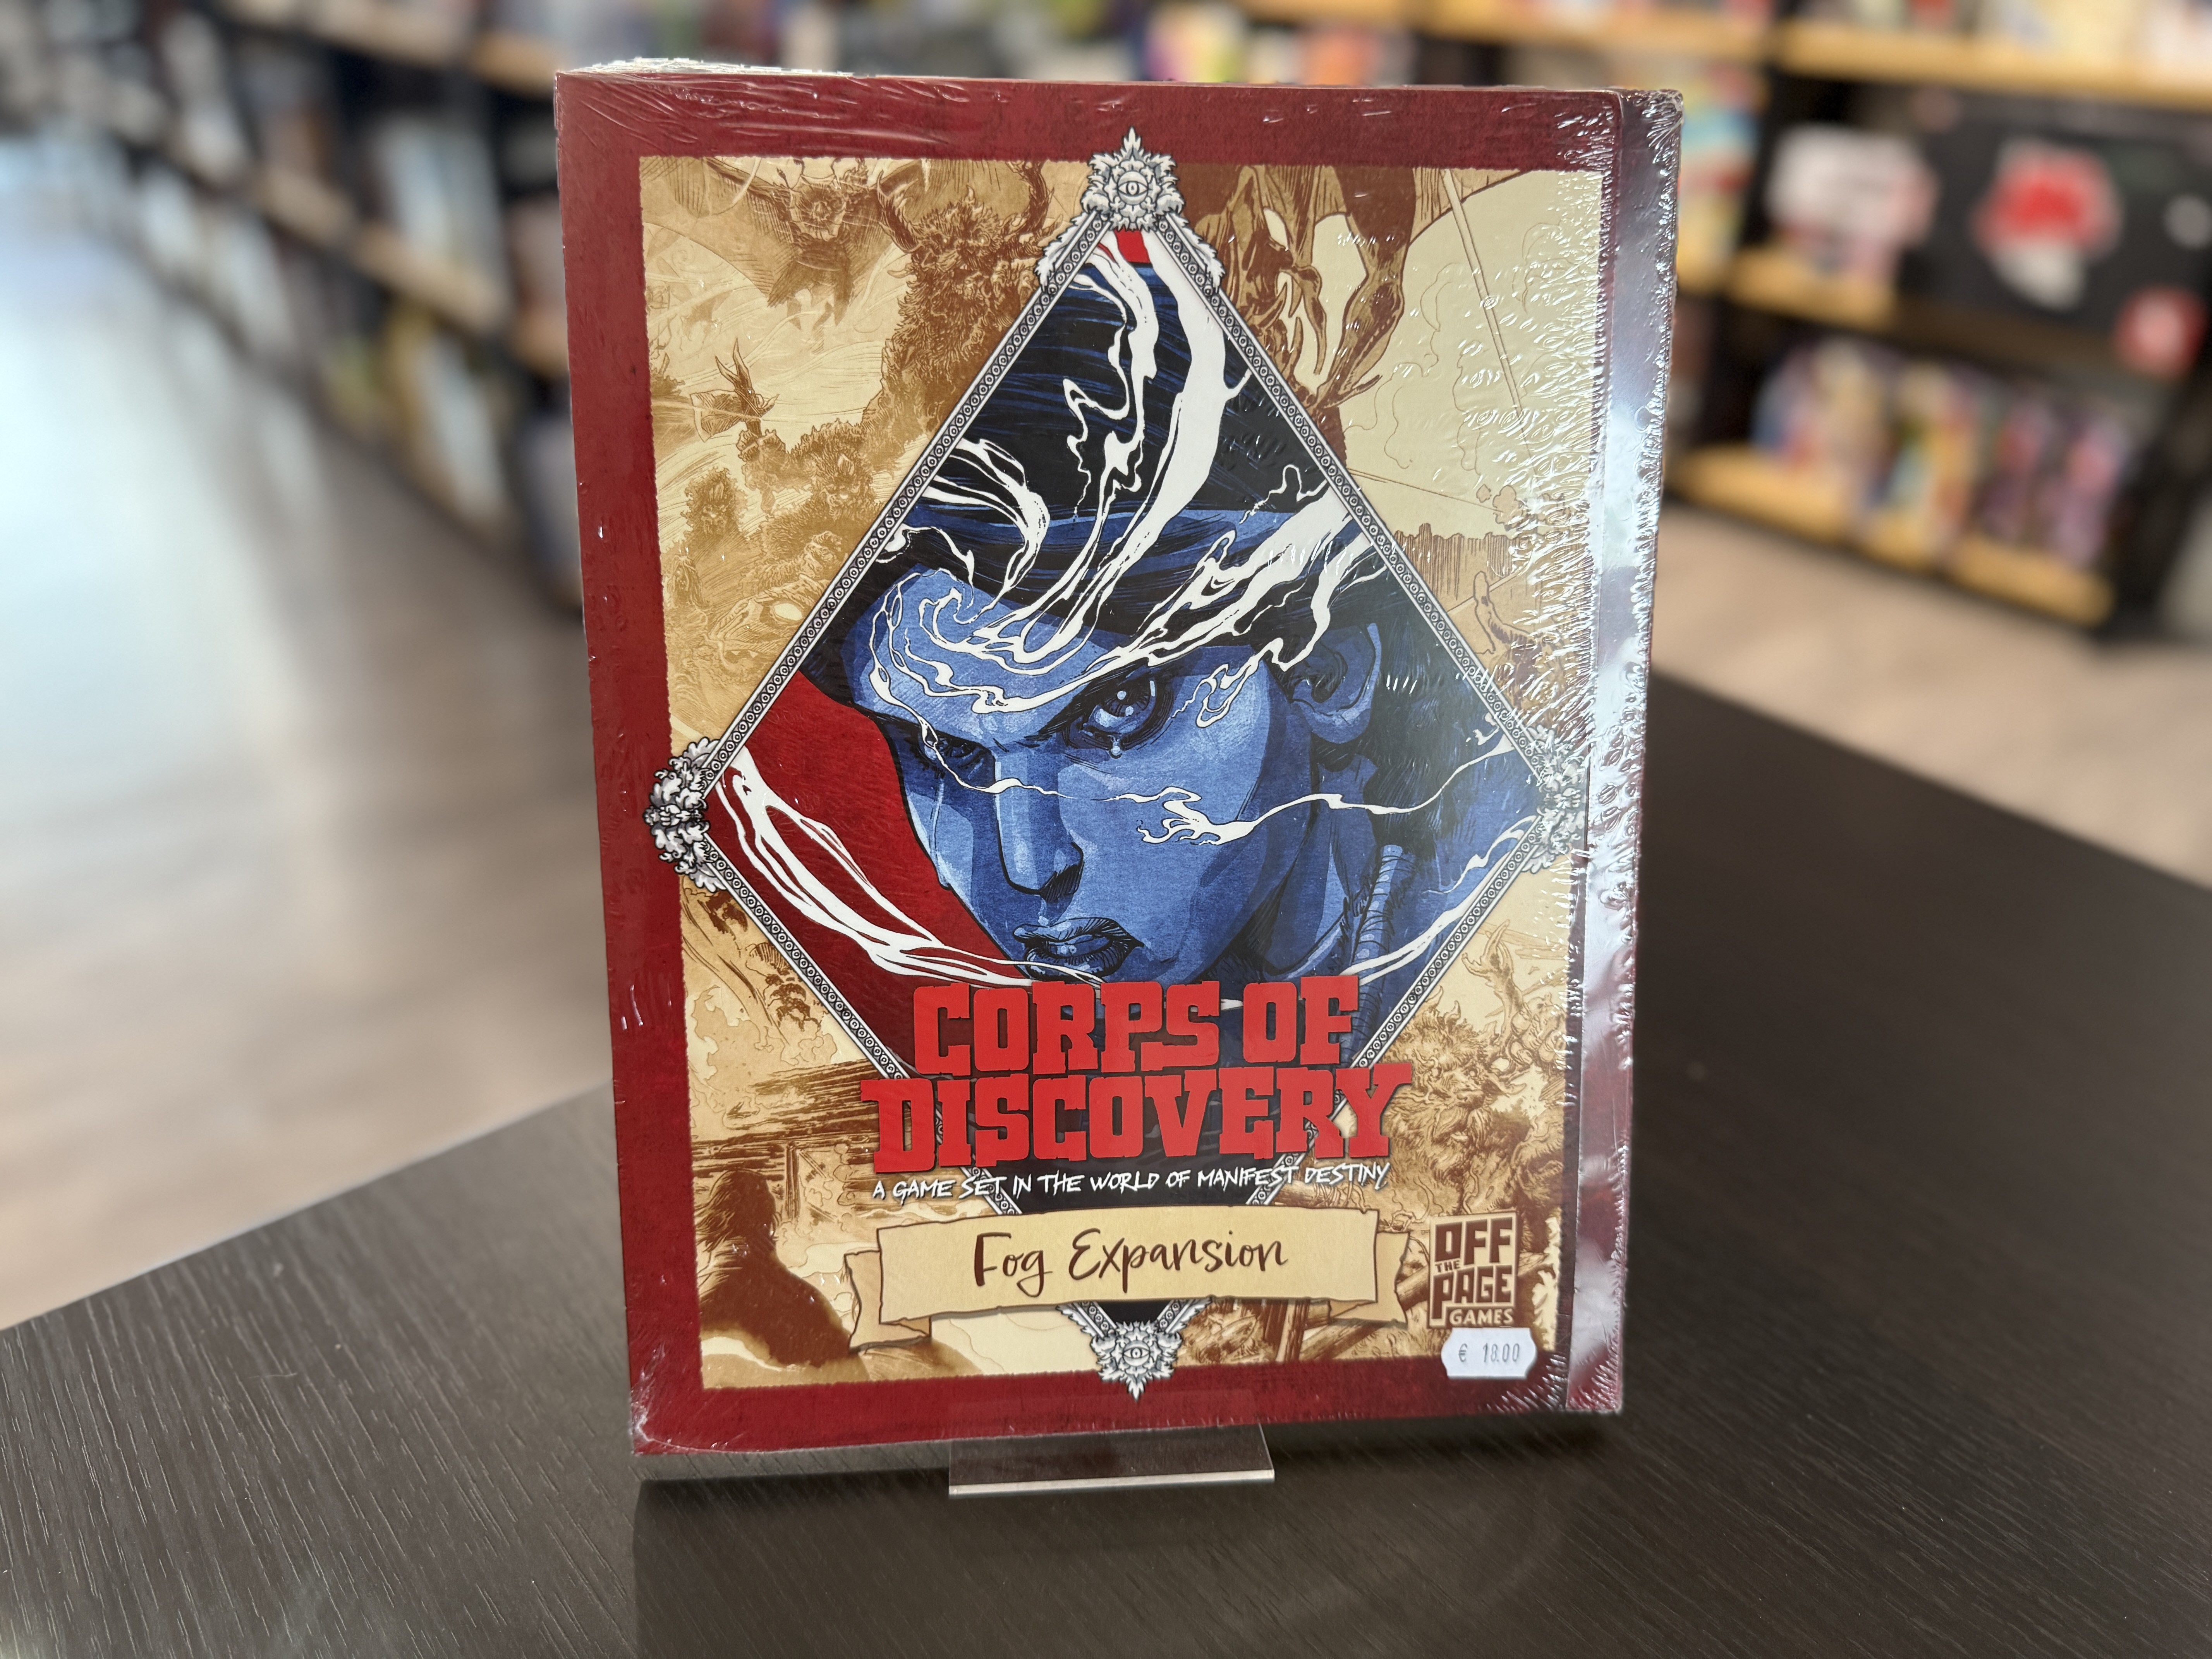 CORPS OF
DISCOVERY
A GAME SET IN THE WORLD OF MANIFEST DESTINY
Fog Expansion
OFF
THE
PAGE
GAMES
€ 18.00